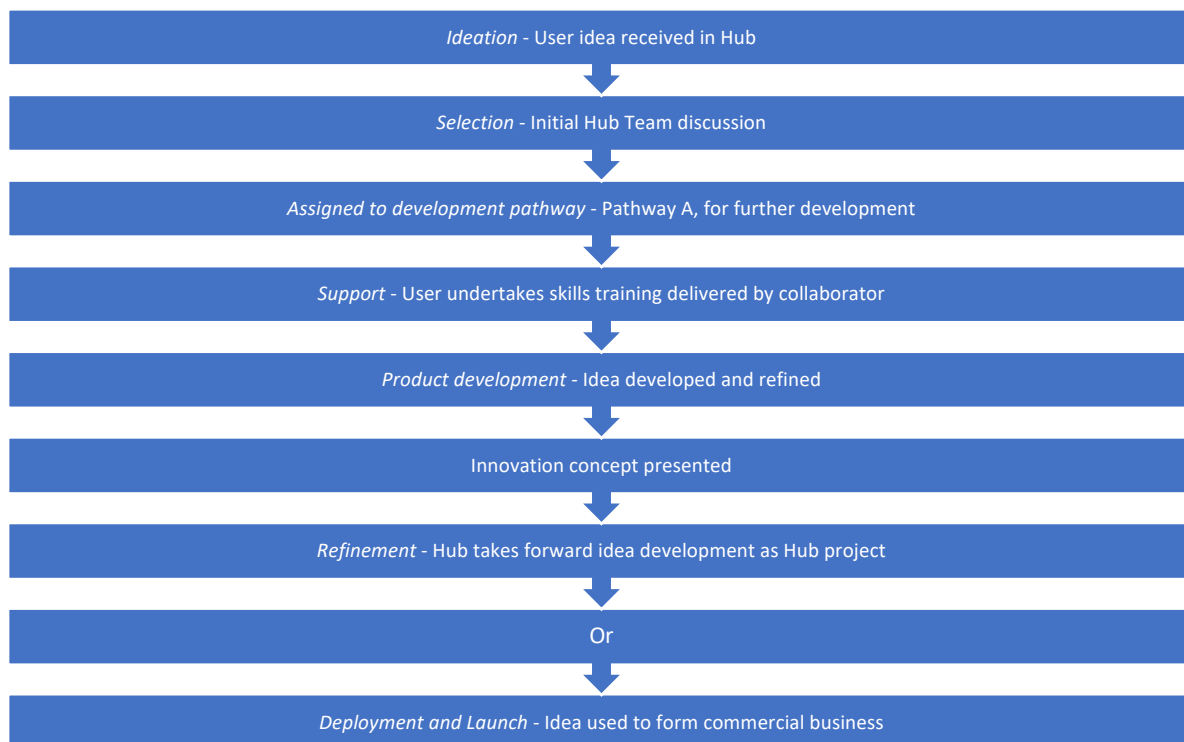 Ideation - User idea received in Hub
Selection - Initial Hub Team discussion
Assigned to development pathway - Pathway A, for further development
Support - User undertakes skills training delivered by collaborator
Product development - Idea developed and refined
Innovation concept presented
Refinement - Hub takes forward idea development as Hub project
Or
Deployment and Launch - Idea used to form commercial business